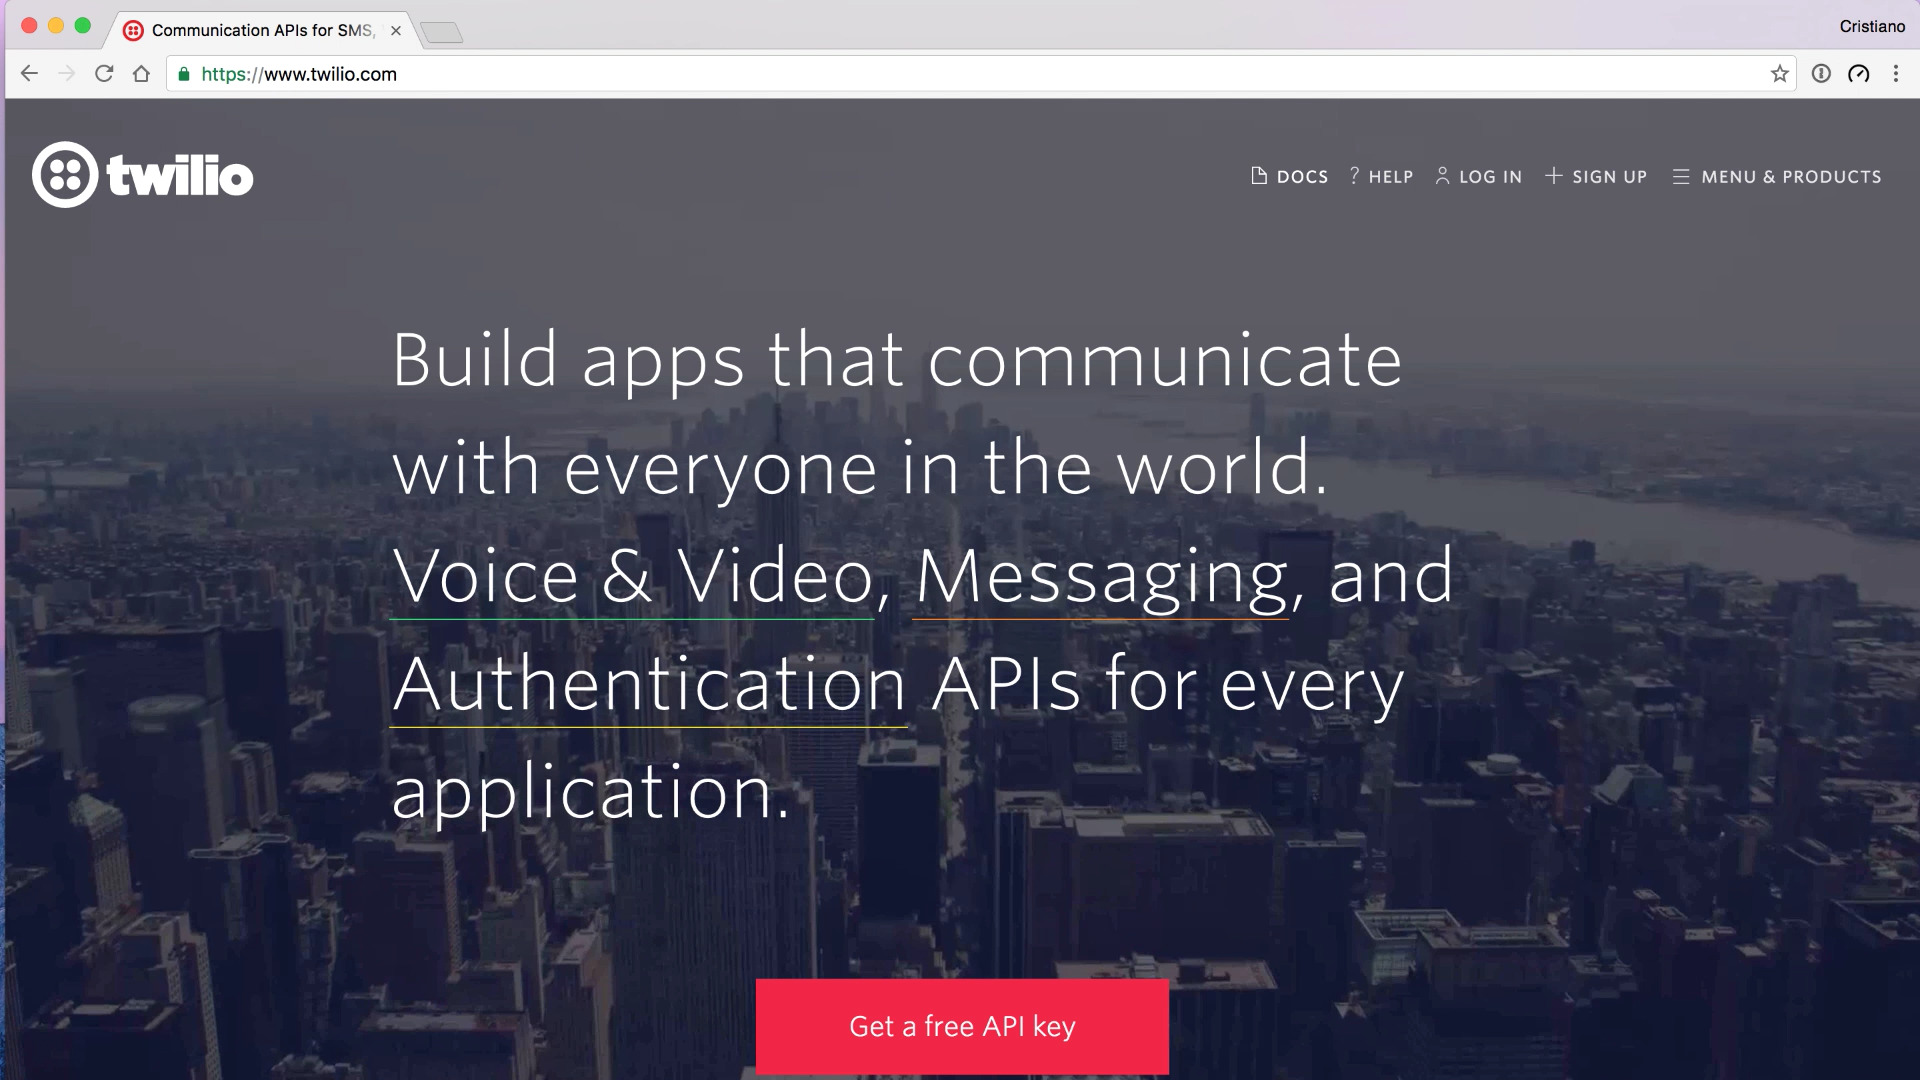 Communication APIs for SMS,
Cristiano
https://www.twilio.com
twilio
DOCS
? HELP
LOG IN
SIGN UP
MENU & PRODUCTS
Build apps that communicate
with everyone in the world.
Voice & Video, Messaging, and
Authentication APIs for every
application.
Get a free API key